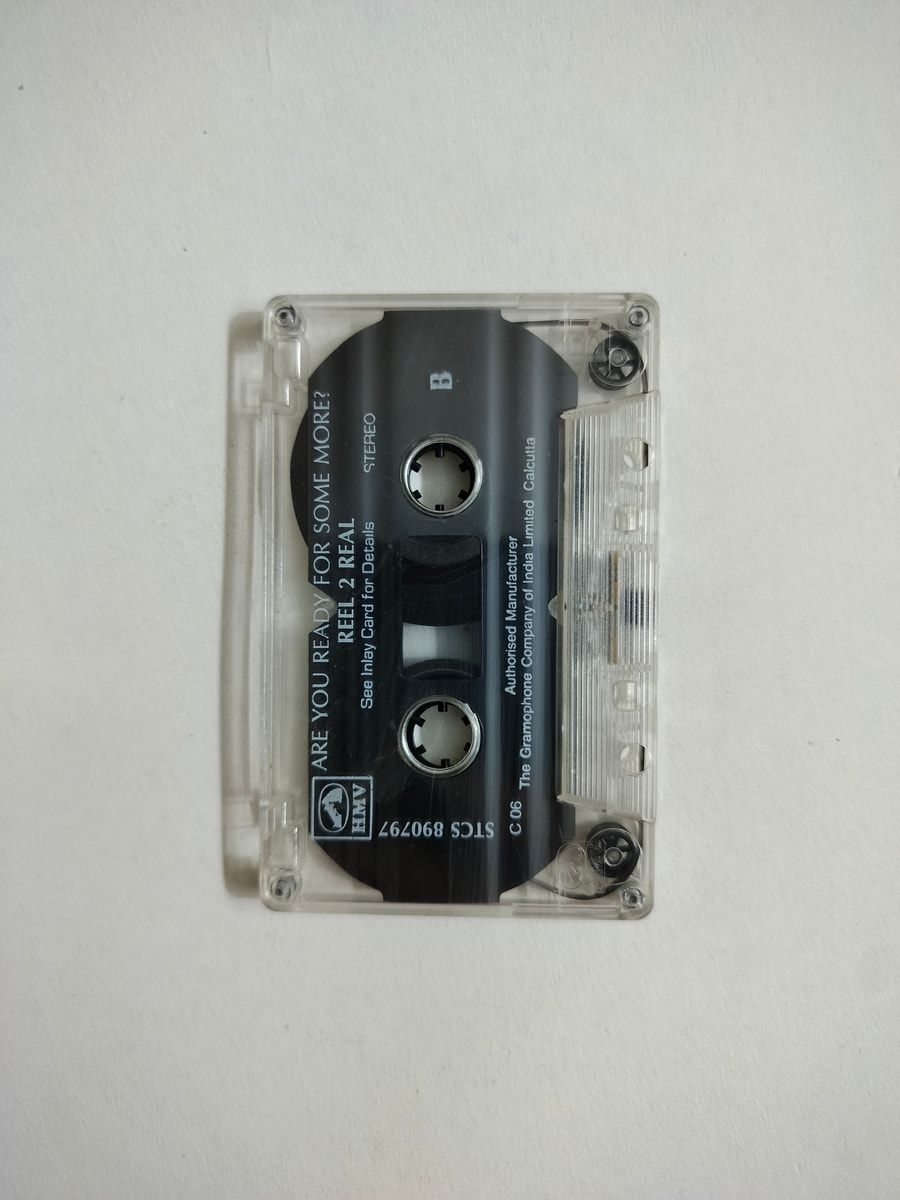 ARE YOU READY FOR SOME MORE?
REEL 2 REAL
See Inlay Card for Details
STEREO
HMV
B
STCS 890797
Authorised Manufacturer
C 06 The Gramophone Company of India Limited Calcutta